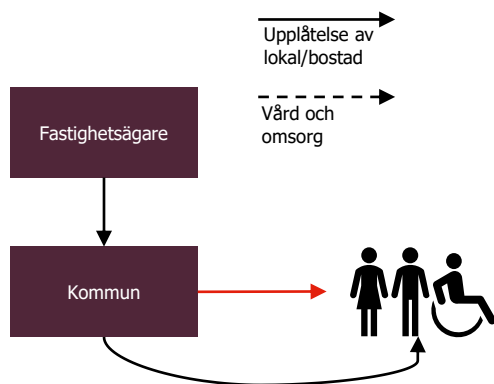 Upplåtelse av
lokal/bostad
Vård och
omsorg
Fastighetsägare
Kommun